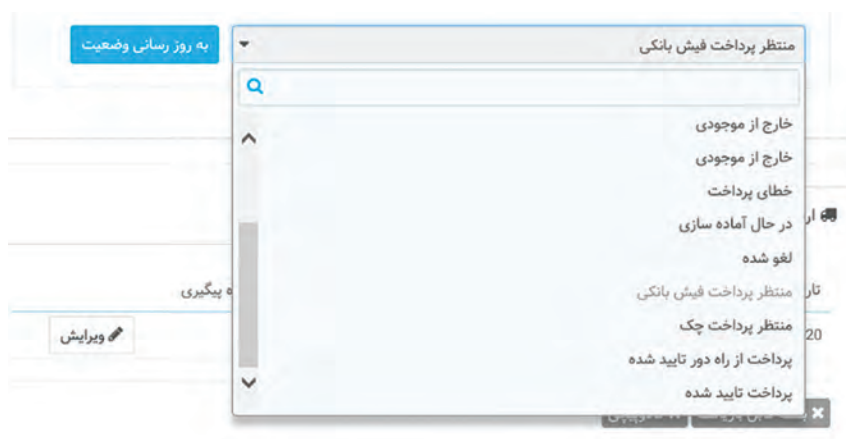 منتظر پرداخت فیش بانکی
به روز رسانی وضعیت
خارج از موجودی
خارج از موجودی
خطای پرداخت
در حال آماده سازی
لغو شده
منتظر پرداخت فیش بانکی
منتظر پرداخت چک
پرداخت از راه دور تایید شده
پرداخت تایید شده
پیگیری
20
ویرایش